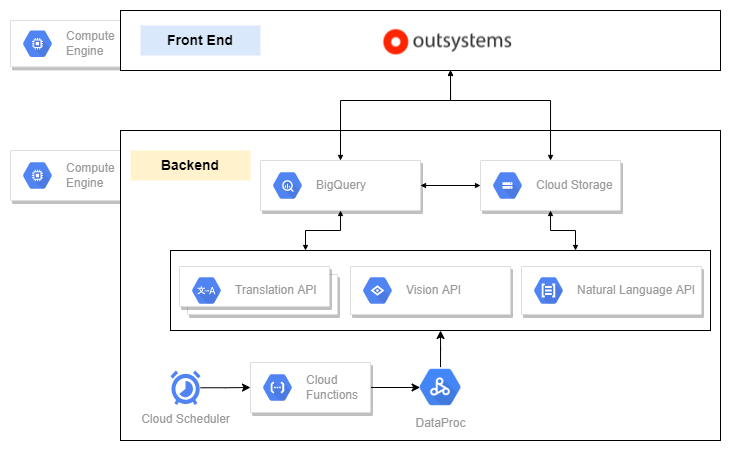 Compute
Engine
Front End
outsystems
Compute
Engine
Backend
BigQuery
Cloud Storage
Translation API
Vision API
Natural Language API
Cloud Scheduler
Cloud
Functions
DataProc